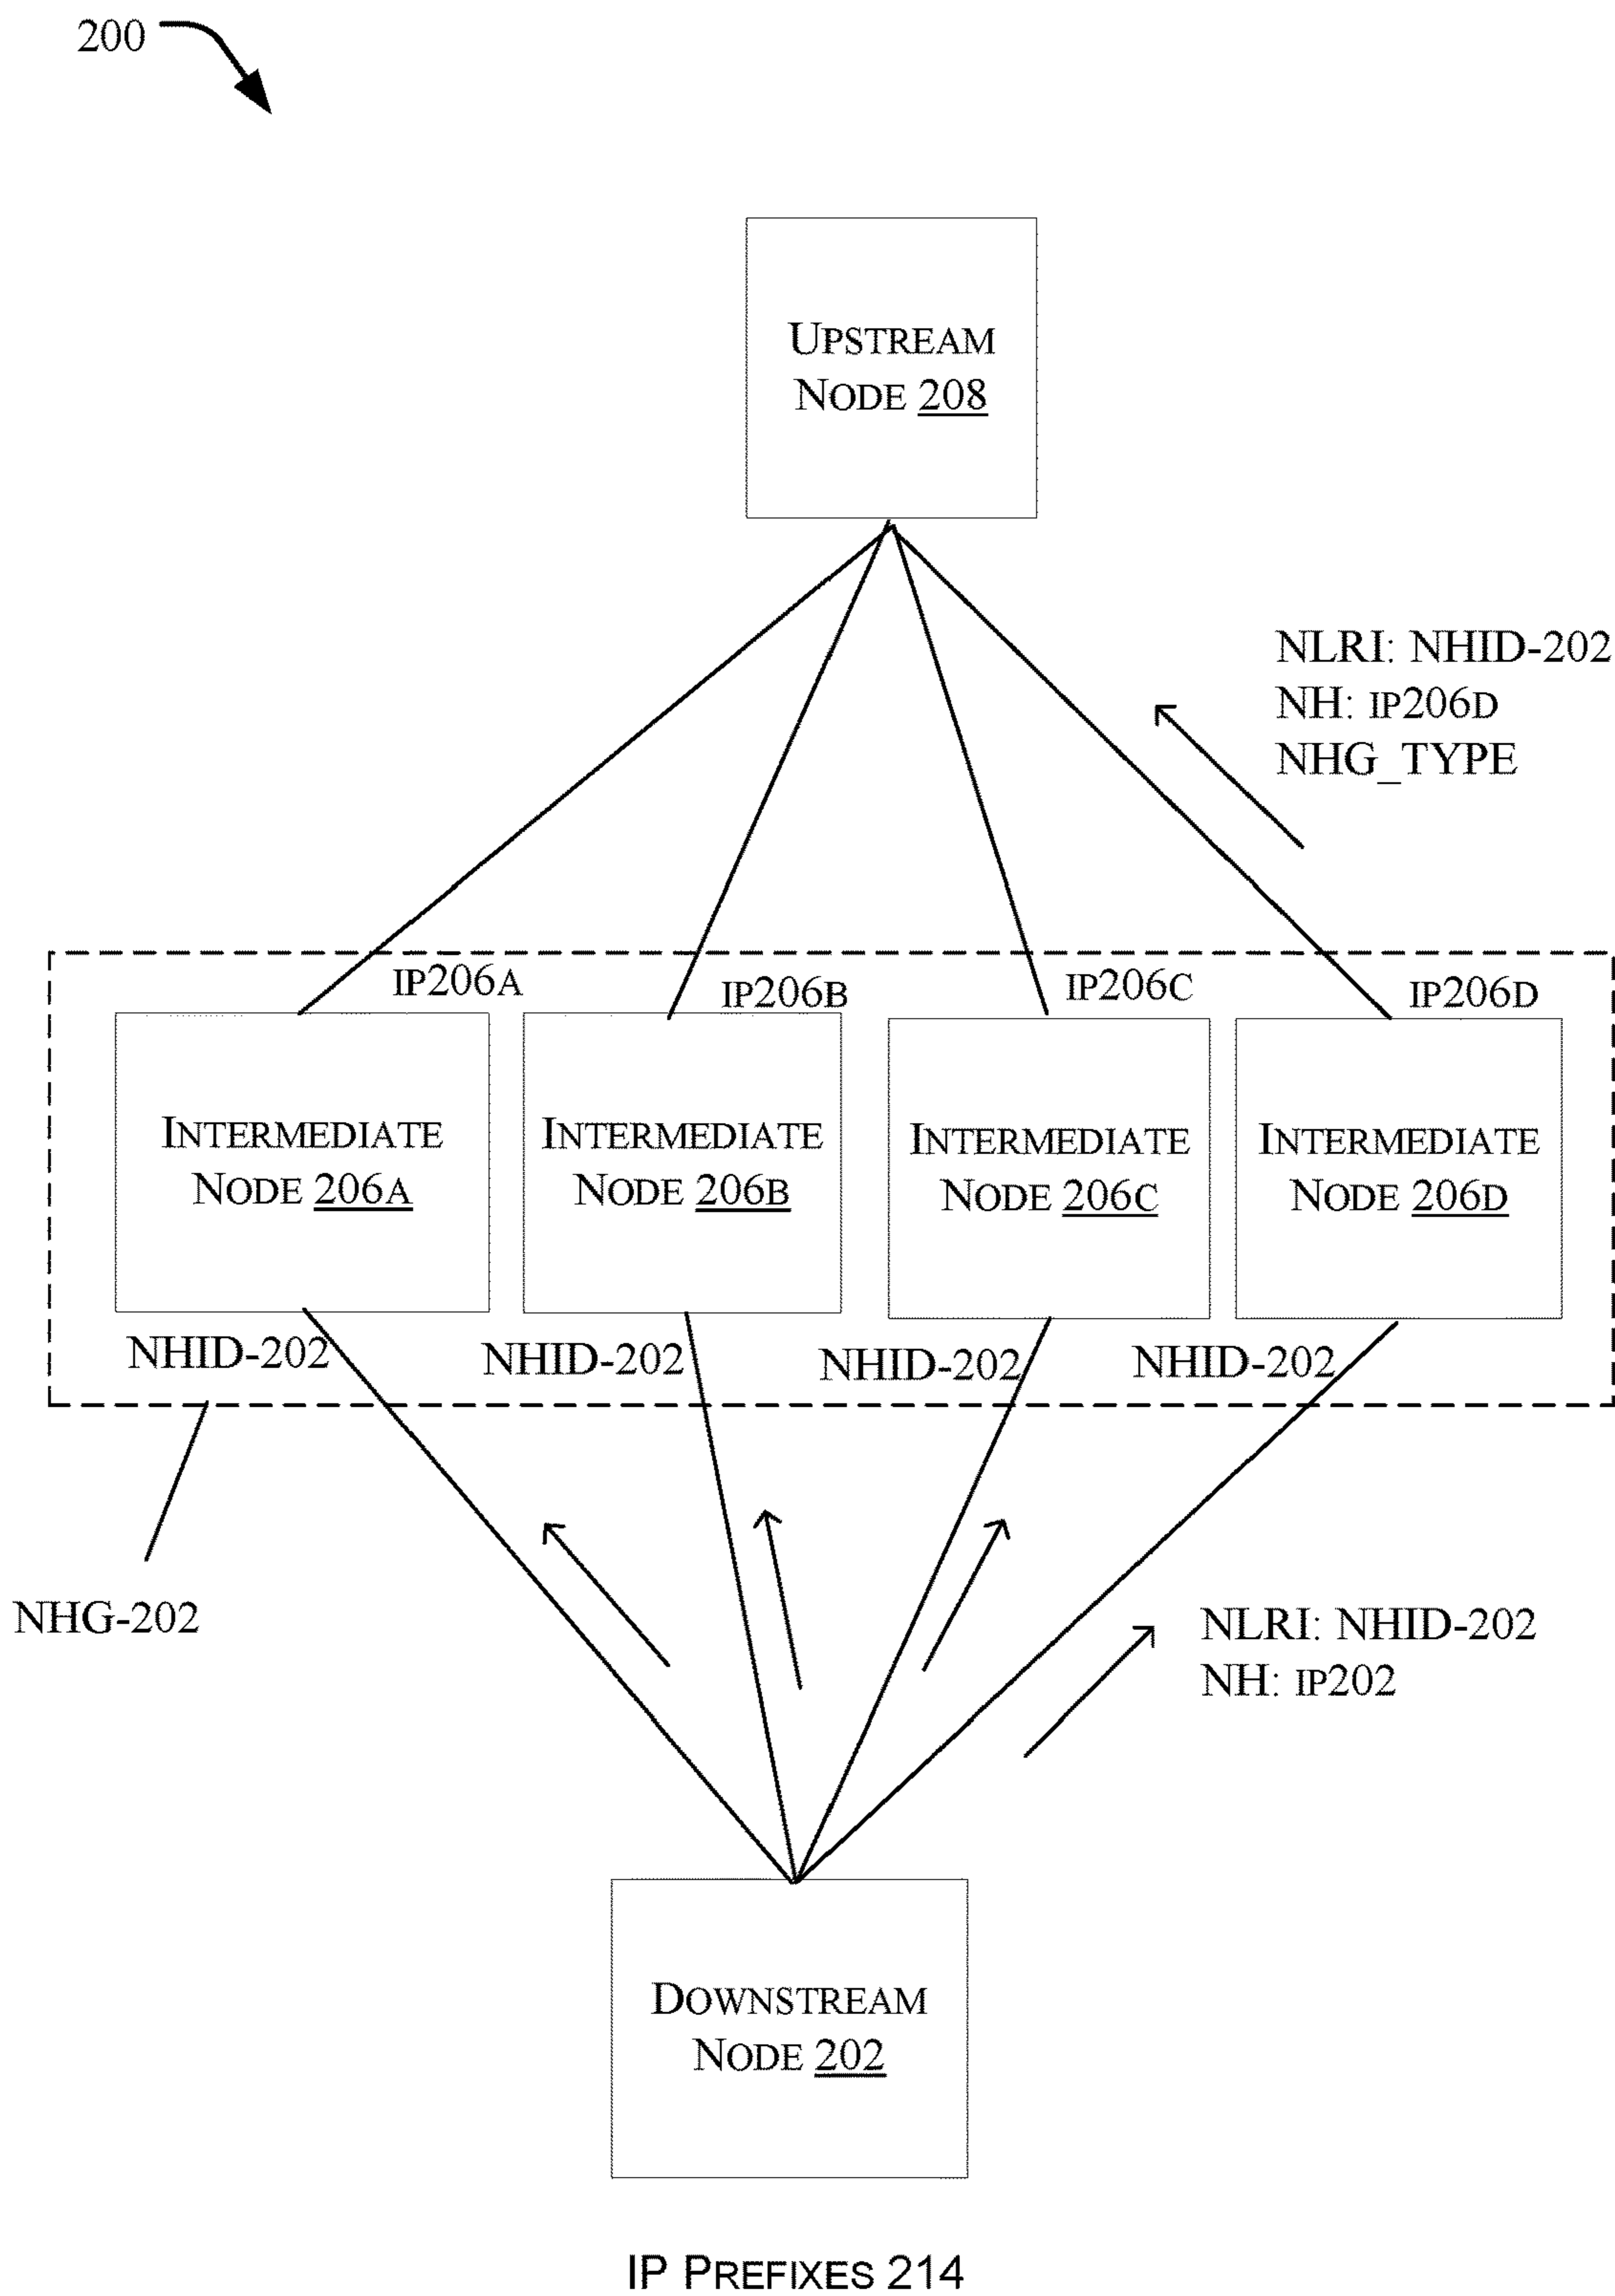 200
UPSTREAM
NODE 208
NLRI: NHID-202
NH: IP206D
NHG_TYPE
IP206A
IP206B
IP206C
IP206D
INTERMEDIATE
NODE 206A
INTERMEDIATE
NODE 206B
INTERMEDIATE
NODE 206C
INTERMEDIATE
NODE 206D
NHID-202
NHID-202
NHID-202
NHID-202
NHG-202
NLRI: NHID-202
NH: IP202
DOWNSTREAM
NODE 202
IP PREFIXES 214